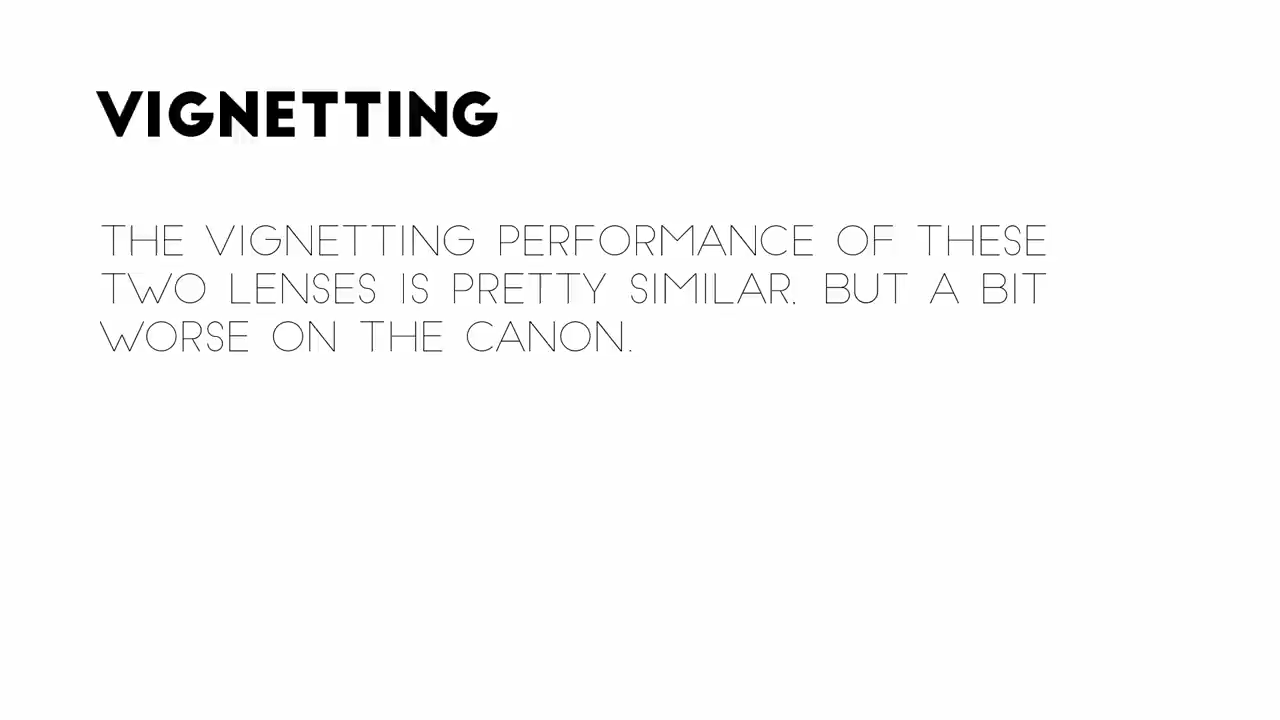 VIGNETTING
THE VIGNETTING PERFORMANCE OF THESE
TWO LENSES IS PRETTY SIMILAR, BUT A BIT
WORSE ON THE CANON.